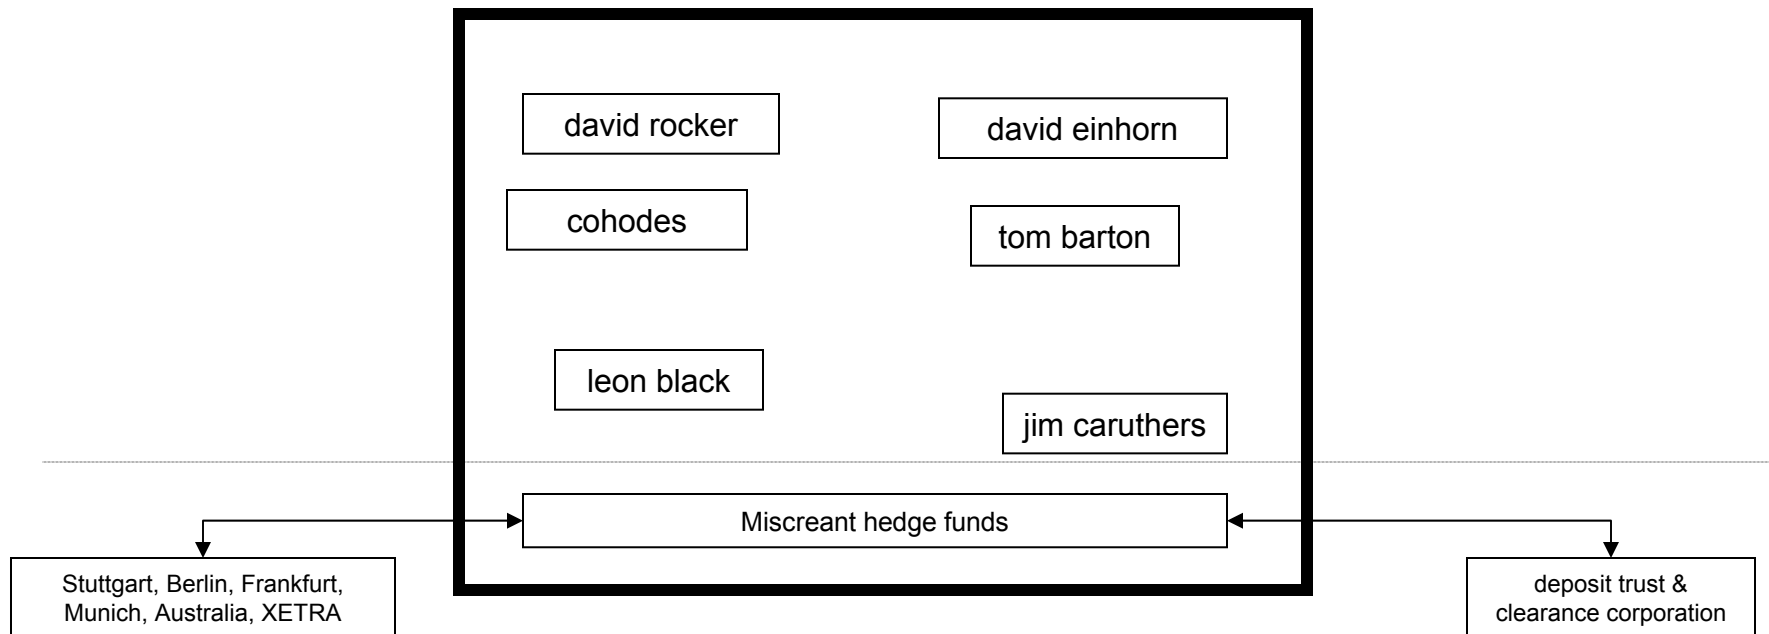 david rocker
david einhorn
cohodes
tom barton
leon black
jim caruthers
Miscreant hedge funds
Stuttgart, Berlin, Frankfurt,
Munich, Australia, XETRA
deposit trust &
clearance corporation